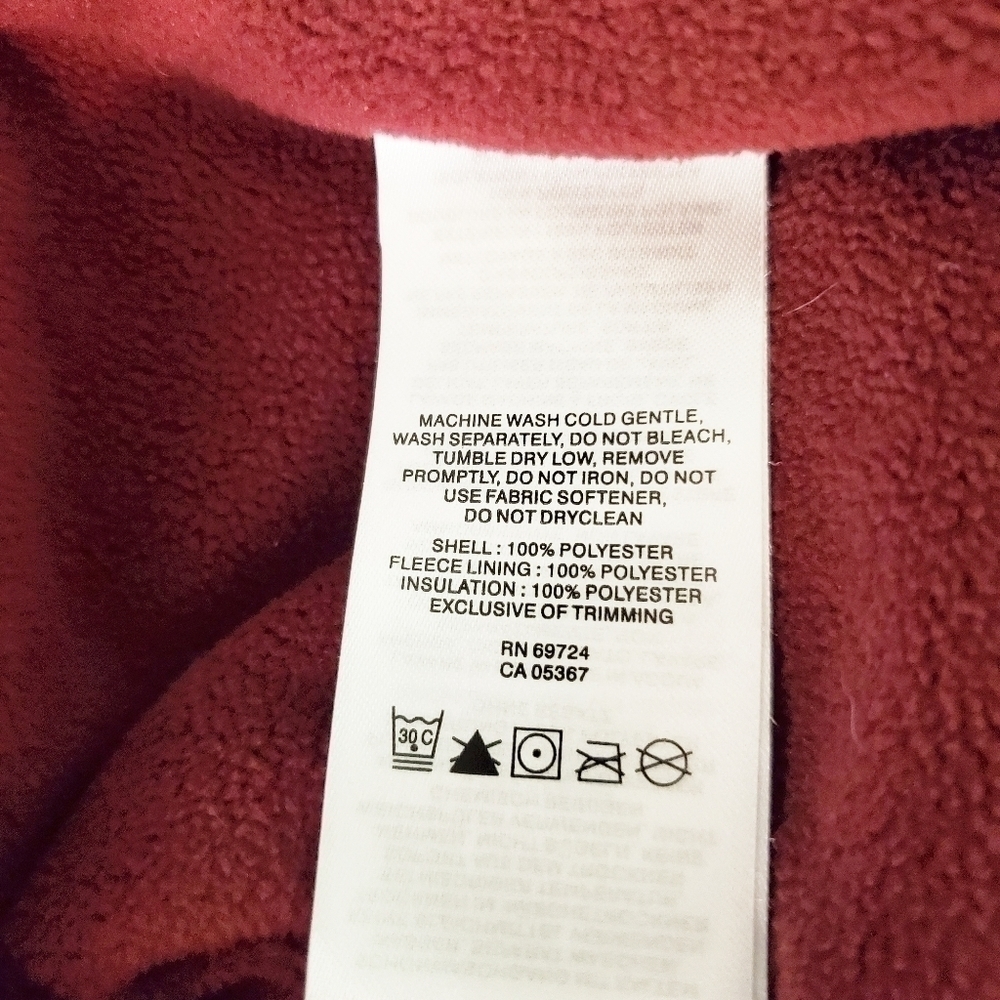 MACHINE WASH COLD GENTLE,
WASH SEPARATELY, DO NOT BLEACH,
TUMBLE DRY LOW, REMOVE
PROMPTLY, DO NOT IRON, DO NOT
USE FABRIC SOFTENER,
DO NOT DRYCLEAN
SHELL : 100% POLYESTER
FLEECE LINING : 100% POLYESTER
INSULATION : 100% POLYESTER
EXCLUSIVE OF TRIMMING
RN 69724
CA 05367
30 C